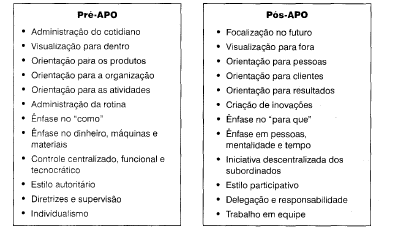 Pré-APO
• Administração do cotidiano
• Visualização para dentro
• Orientação para os produtos
• Orientação para a organização
• Orientação para as atividades
• Administração da rotina
• Ênfase no "como"
• Ênfase no dinheiro, máquinas e
materiais
• Controle centralizado, funcional e
tecnocrático
• Estilo autoritário
• Diretrizes e supervisão
• Individualismo
Pós-APO
• Focalização no futuro
• Visualização para fora
• Orientação para pessoas
• Orientação para clientes
• Orientação para resultados
• Criação de inovações
• Ênfase no "para que"
• Ênfase em pessoas,
mentalidade e tempo
• Iniciativa descentralizada dos
subordinados
• Estilo participativo
• Delegação e responsabilidade
• Trabalho em equipe